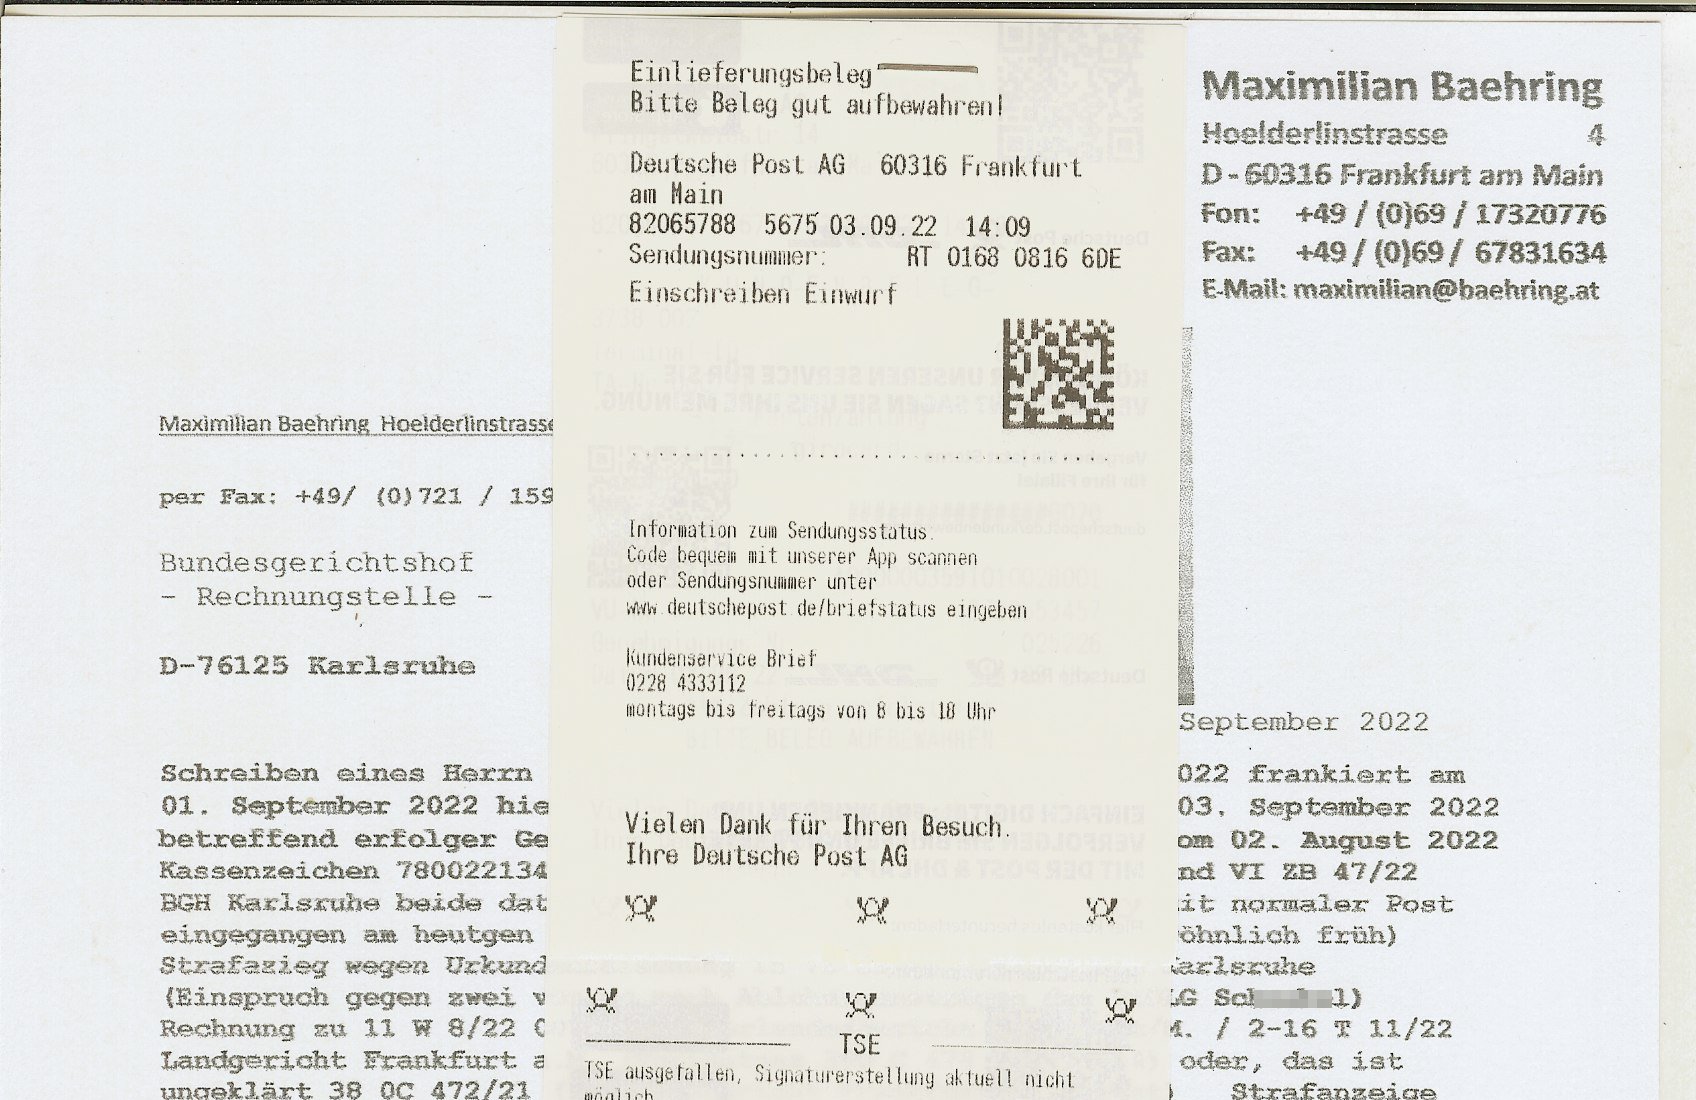 Einlieferungsbeleg
Bitte Beleg gut aufbewahren!
Deutsche Post AG 60316 Frankfurt
am Main
82065788 5675 03.09.22 14:09
Sendungsnummer: RT 0168 0816 6DE
Einschreiben Einwurf
Information zum Sendungsstatus:
Code bequem mit unserer App scannen
oder Sendungsnummer unter
www.deutschepost.de/briefstatus eingeben
Kundenservice Brief
0228 4333112
montags bis freitags von 8 bis 18 Uhr
Vielen Dank für Ihren Besuch.
Ihre Deutsche Post AG
TSE
TSE ausgefallen, Signaturerstellung aktuell nicht
möglich
Maximilian Baehring
Hoelderlinstrasse 4
D - 60316 Frankfurt am Main
Fon: +49 / (0)69 / 17320776
Fax: +49 / (0)69 / 67831634
E-Mail: maximilian@baehring.at
Maximilian Baehring Hoelderlinstrasse
per Fax: +49/ (0)721 / 159
Bundesgerichtshof
- Rechnungstelle -
D-76125 Karlsruhe
September 2022
Schreiben eines Herrn 022 frankiert am
01. September 2022 hie 03. September 2022
betreffend erfolger Ge om 02. August 2022
Kassenzeichen 780022134 nd VI ZB 47/22
BGH Karlsruhe beide dat it normaler Post
eingegangen am heutgen öhnlich früh)
Strafazieg wegen Urkund Karlsruhe
(Einspruch gegen zwei v LG Sch l)
Rechnung zu 11 W 8/22 O M. / 2-16 T 11/22
Landgericht Frankfurt a oder, das ist
ungeklärt 38 OC 472/21 ) Strafanzeige